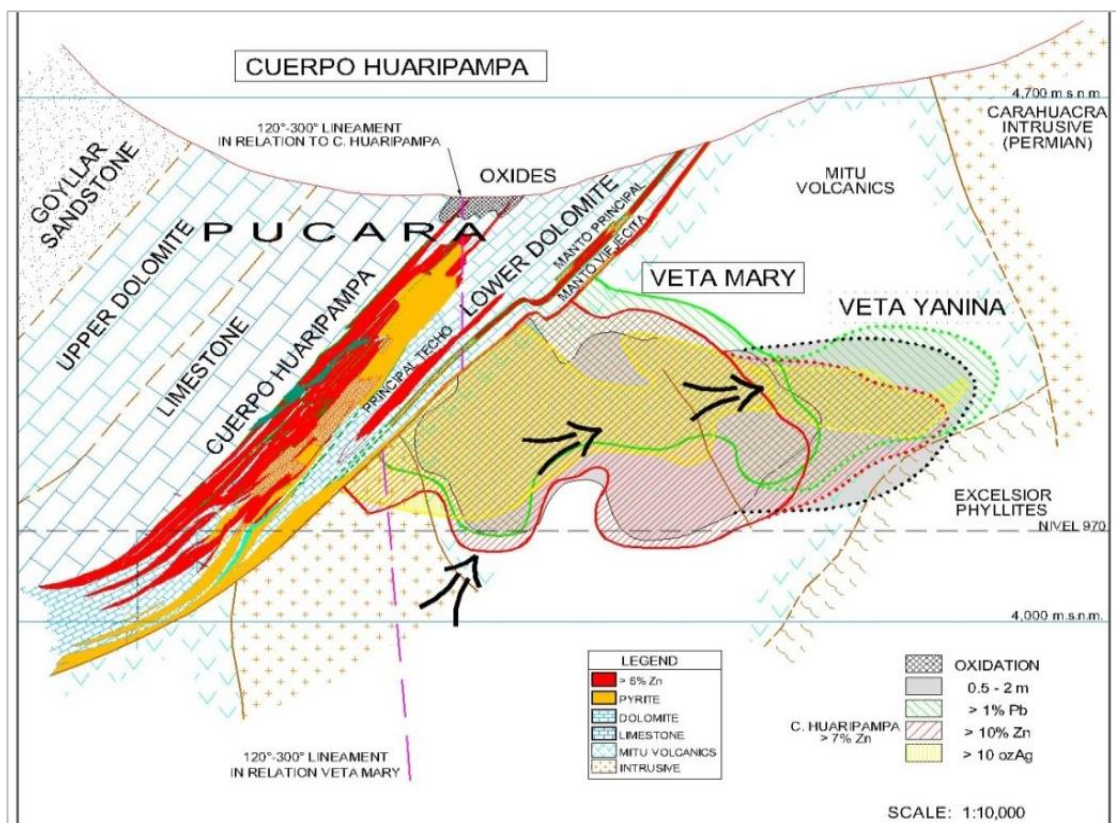 CUERPO HUARIPAMPA
4,700 m.s.n.m.
120°-300° LINEAMENT
IN RELATION TO C. HUARIPAMPA
CARAHUACRA
INTRUSIVE
(PERMIAN)
OXIDES
MITU
VOLCANICS
GOYLLAR
SANDSTONE
PUCARA
UPPER DOLOMITE
LIMESTONE
CUERPO HUARIPAMPA
LOWER DOLOMITE
PRINCIPAL TECHO
MANTO PRINCIPAL
MANTO VIEJECITA
VETA MARY
VETA YANINA
EXCELSIOR
PHYLLITES
NIVEL 970
4,000 m.s.n.m.
120°-300° LINEAMENT
IN RELATION VETA MARY
LEGEND
> 6% Zn
PYRITE
DOLOMITE
LIMESTONE
MITU VOLCANICS
INTRUSIVE
C. HUARIPAMPA
> 7% Zn
OXIDATION
0.5 - 2 m
> 1% Pb
> 10% Zn
> 10 ozAg
SCALE: 1:10,000